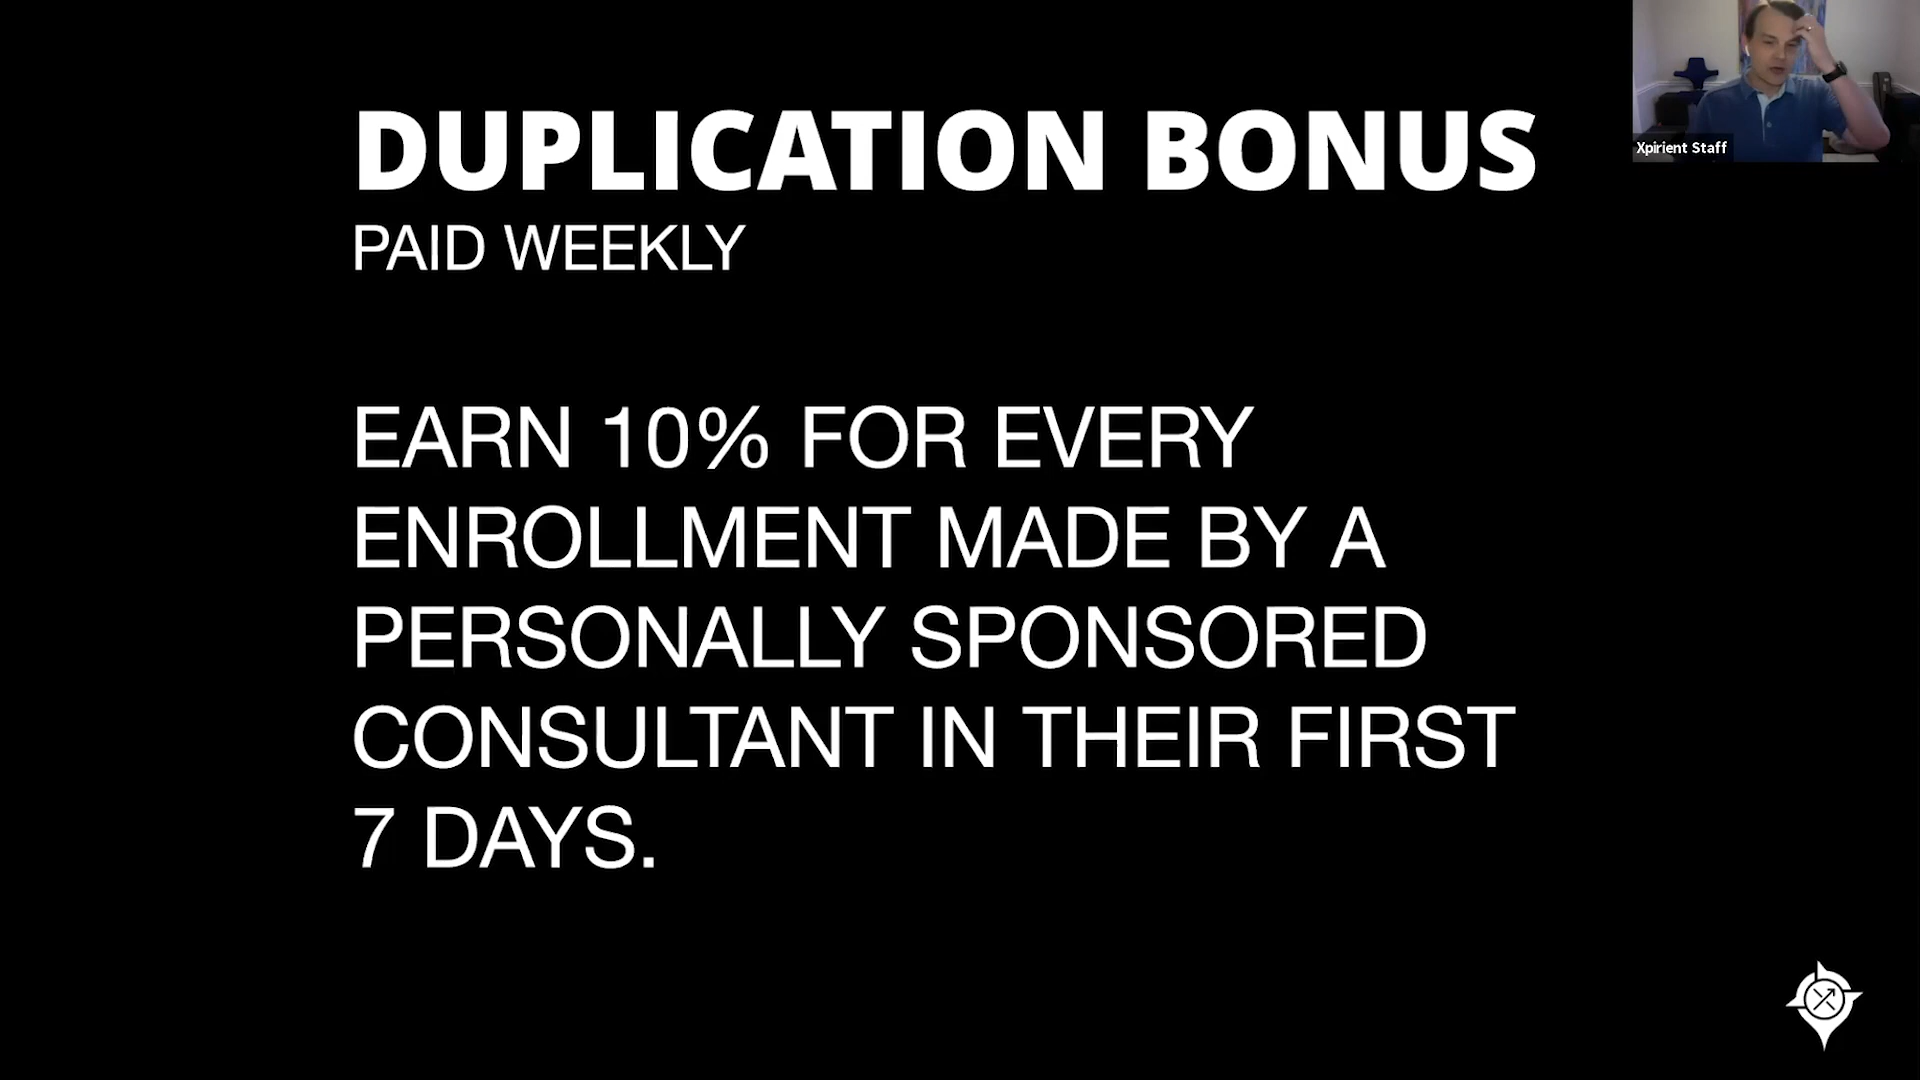 DUPLICATION BONUS
PAID WEEKLY
EARN 10% FOR EVERY
ENROLLMENT MADE BY A
PERSONALLY SPONSORED
CONSULTANT IN THEIR FIRST
7 DAYS.
Xpirient Staff